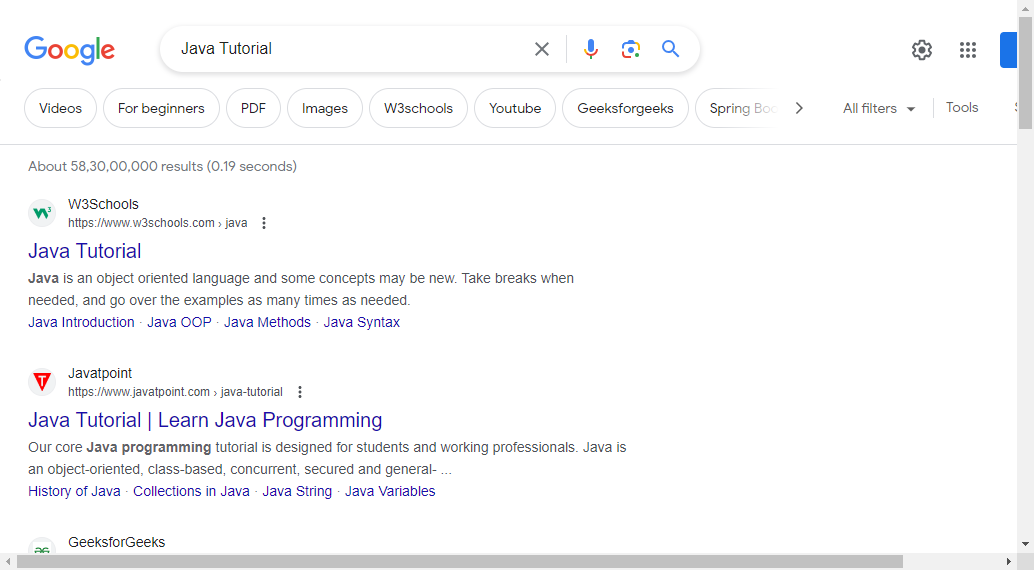 Google
Java Tutorial
Videos For beginners PDF Images W3schools Youtube Geeksforgeeks Spring All filters Tools
About 58,30,00,000 results (0.19 seconds)
W3Schools
https://www.w3schools.com › java
Java Tutorial
Java is an object oriented language and some concepts may be new. Take breaks when
needed, and go over the examples as many times as needed.
Java Introduction · Java OOP · Java Methods · Java Syntax
Javatpoint
https://www.javatpoint.com › java-tutorial
Java Tutorial | Learn Java Programming
Our core Java programming tutorial is designed for students and working professionals. Java is
an object-oriented, class-based, concurrent, secured and general- ...
History of Java · Collections in Java · Java String · Java Variables
GeeksforGeeks